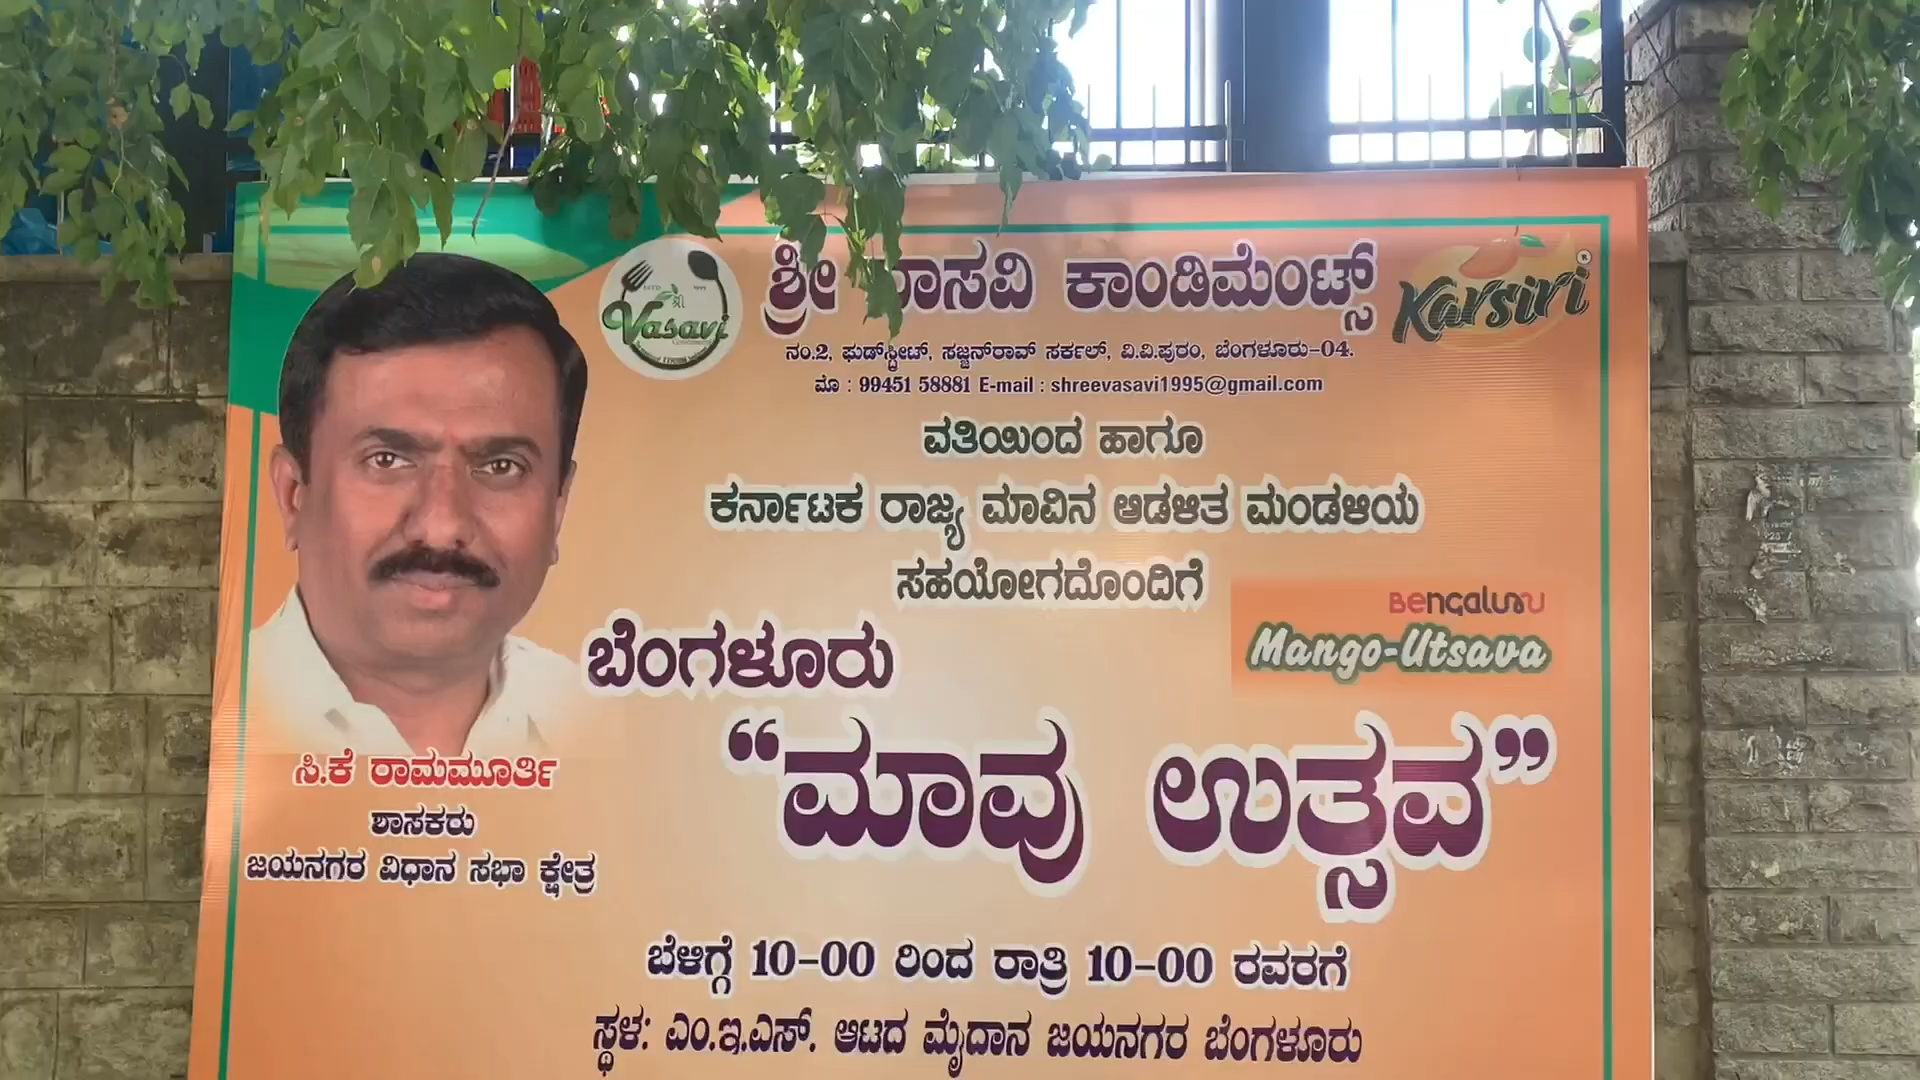 ಶ್ರೀ ವಾಸವಿ ಕಾಂಡಿಮೆಂಟ್ಸ್
Vasavi
ಶ್ರೀ
Karsiri
ನಂ.2, ಫುಡ್‌ಸ್ಟ್ರೀಟ್, ಸಜ್ಜನ್‌ರಾವ್ ಸರ್ಕಲ್, ವಿ.ವಿ.ಪುರಂ, ಬೆಂಗಳೂರು-04.
ಮೊ : 99451 58881 E-mail : shreevasavi1995@gmail.com
ವತಿಯಿಂದ ಹಾಗೂ
ಕರ್ನಾಟಕ ರಾಜ್ಯ ಮಾವಿನ ಆಡಳಿತ ಮಂಡಳಿಯ
ಸಹಯೋಗದೊಂದಿಗೆ
Bengaluru
Mango-Utsava
ಬೆಂಗಳೂರು
“ಮಾವು ಉತ್ಸವ”
ಸಿ.ಕೆ ರಾಮಮೂರ್ತಿ
ಶಾಸಕರು
ಜಯನಗರ ವಿಧಾನ ಸಭಾ ಕ್ಷೇತ್ರ
ಬೆಳಿಗ್ಗೆ 10-00 ರಿಂದ ರಾತ್ರಿ 10-00 ರವರಗೆ
ಸ್ಥಳ: ಎಂ.ಇ.ಎಸ್. ಆಟದ ಮೈದಾನ ಜಯನಗರ ಬೆಂಗಳೂರು